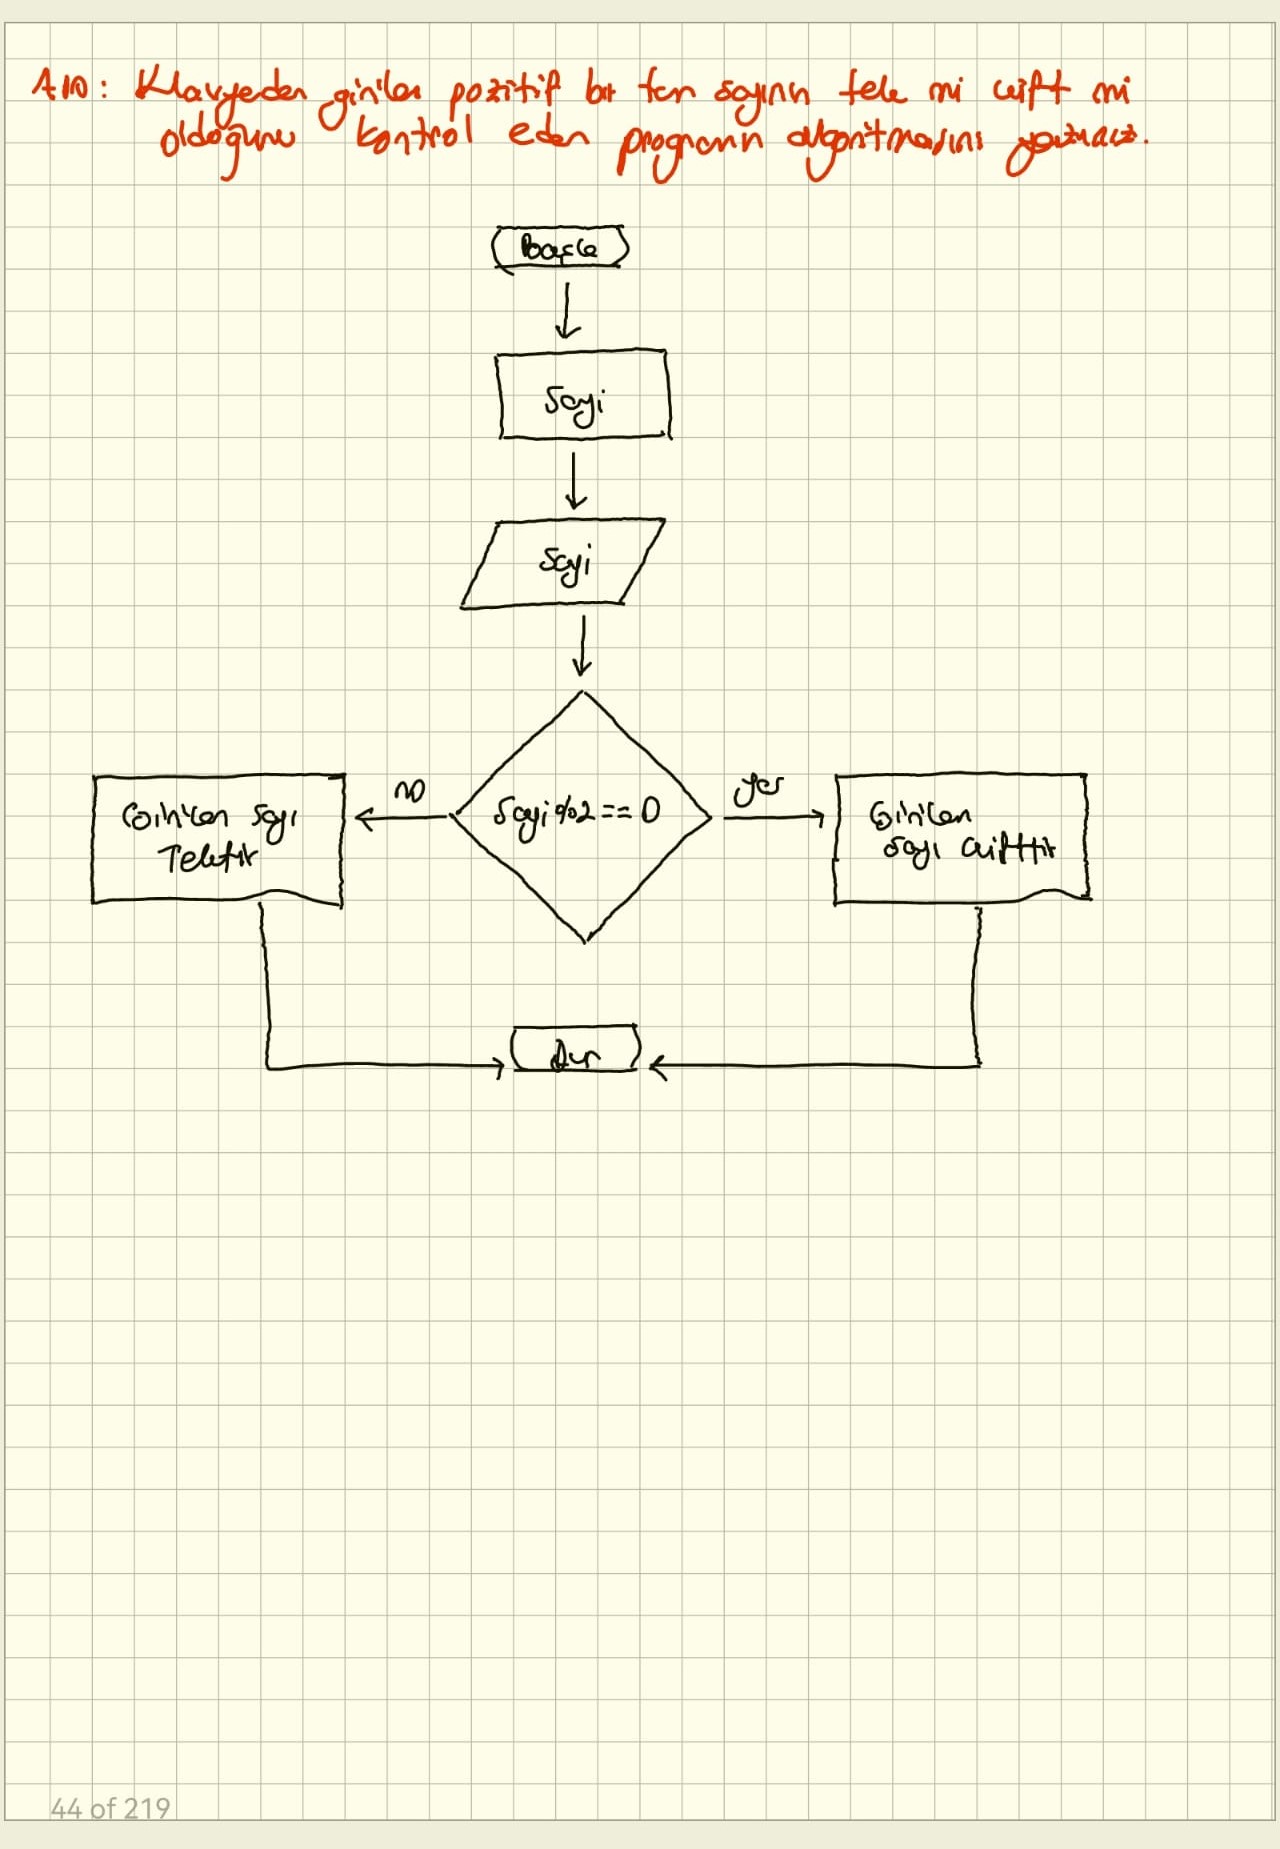 A10: Klavyeden girilen pozitif bir tam sayının tek mi çift mi
olduğunu kontrol eden programın algoritmasını yazınız.
Başla
Sayi
Sayi
no
Sayi%2==0
yes
Girilen Sayı
Tektir
Girilen
Sayı çifttir
Dur
44 of 219